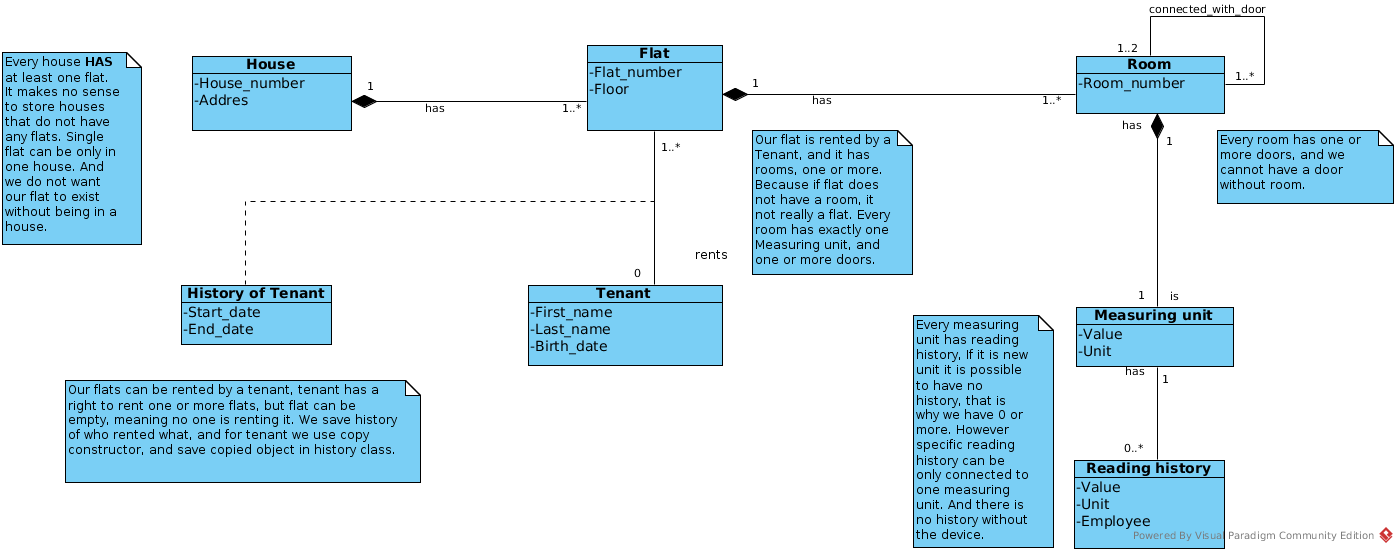 connected_with_door
Every house HAS
at least one flat.
It makes no sense
to store houses
that do not have
any flats. Single
flat can be only in
one house. And
we do not want
our flat to exist
without being in a
house.
House
-House_number
-Addres
1
has
1..*
Flat
-Flat_number
-Floor
1
has
1..*
1..2
Room
-Room_number
1..*
has
1
Every room has one or
more doors, and we
cannot have a door
without room.
1..*
Our flat is rented by a
Tenant, and it has
rooms, one or more.
Because if flat does
not have a room, it
not really a flat. Every
room has exactly one
Measuring unit, and
one or more doors.
rents
0
History of Tenant
-Start_date
-End_date
Tenant
-First_name
-Last_name
-Birth_date
1
is
Measuring unit
-Value
-Unit
has
1
Every measuring
unit has reading
history, If it is new
unit it is possible
to have no
history, that is
why we have 0 or
more. However
specific reading
history can be
only connected to
one measuring
unit. And there is
no history without
the device.
Our flats can be rented by a tenant, tenant has a
right to rent one or more flats, but flat can be
empty, meaning no one is renting it. We save history
of who rented what, and for tenant we use copy
constructor, and save copied object in history class.
0..*
Reading history
-Value
-Unit
-Employee
Powered By Visual Paradigm Community Edition